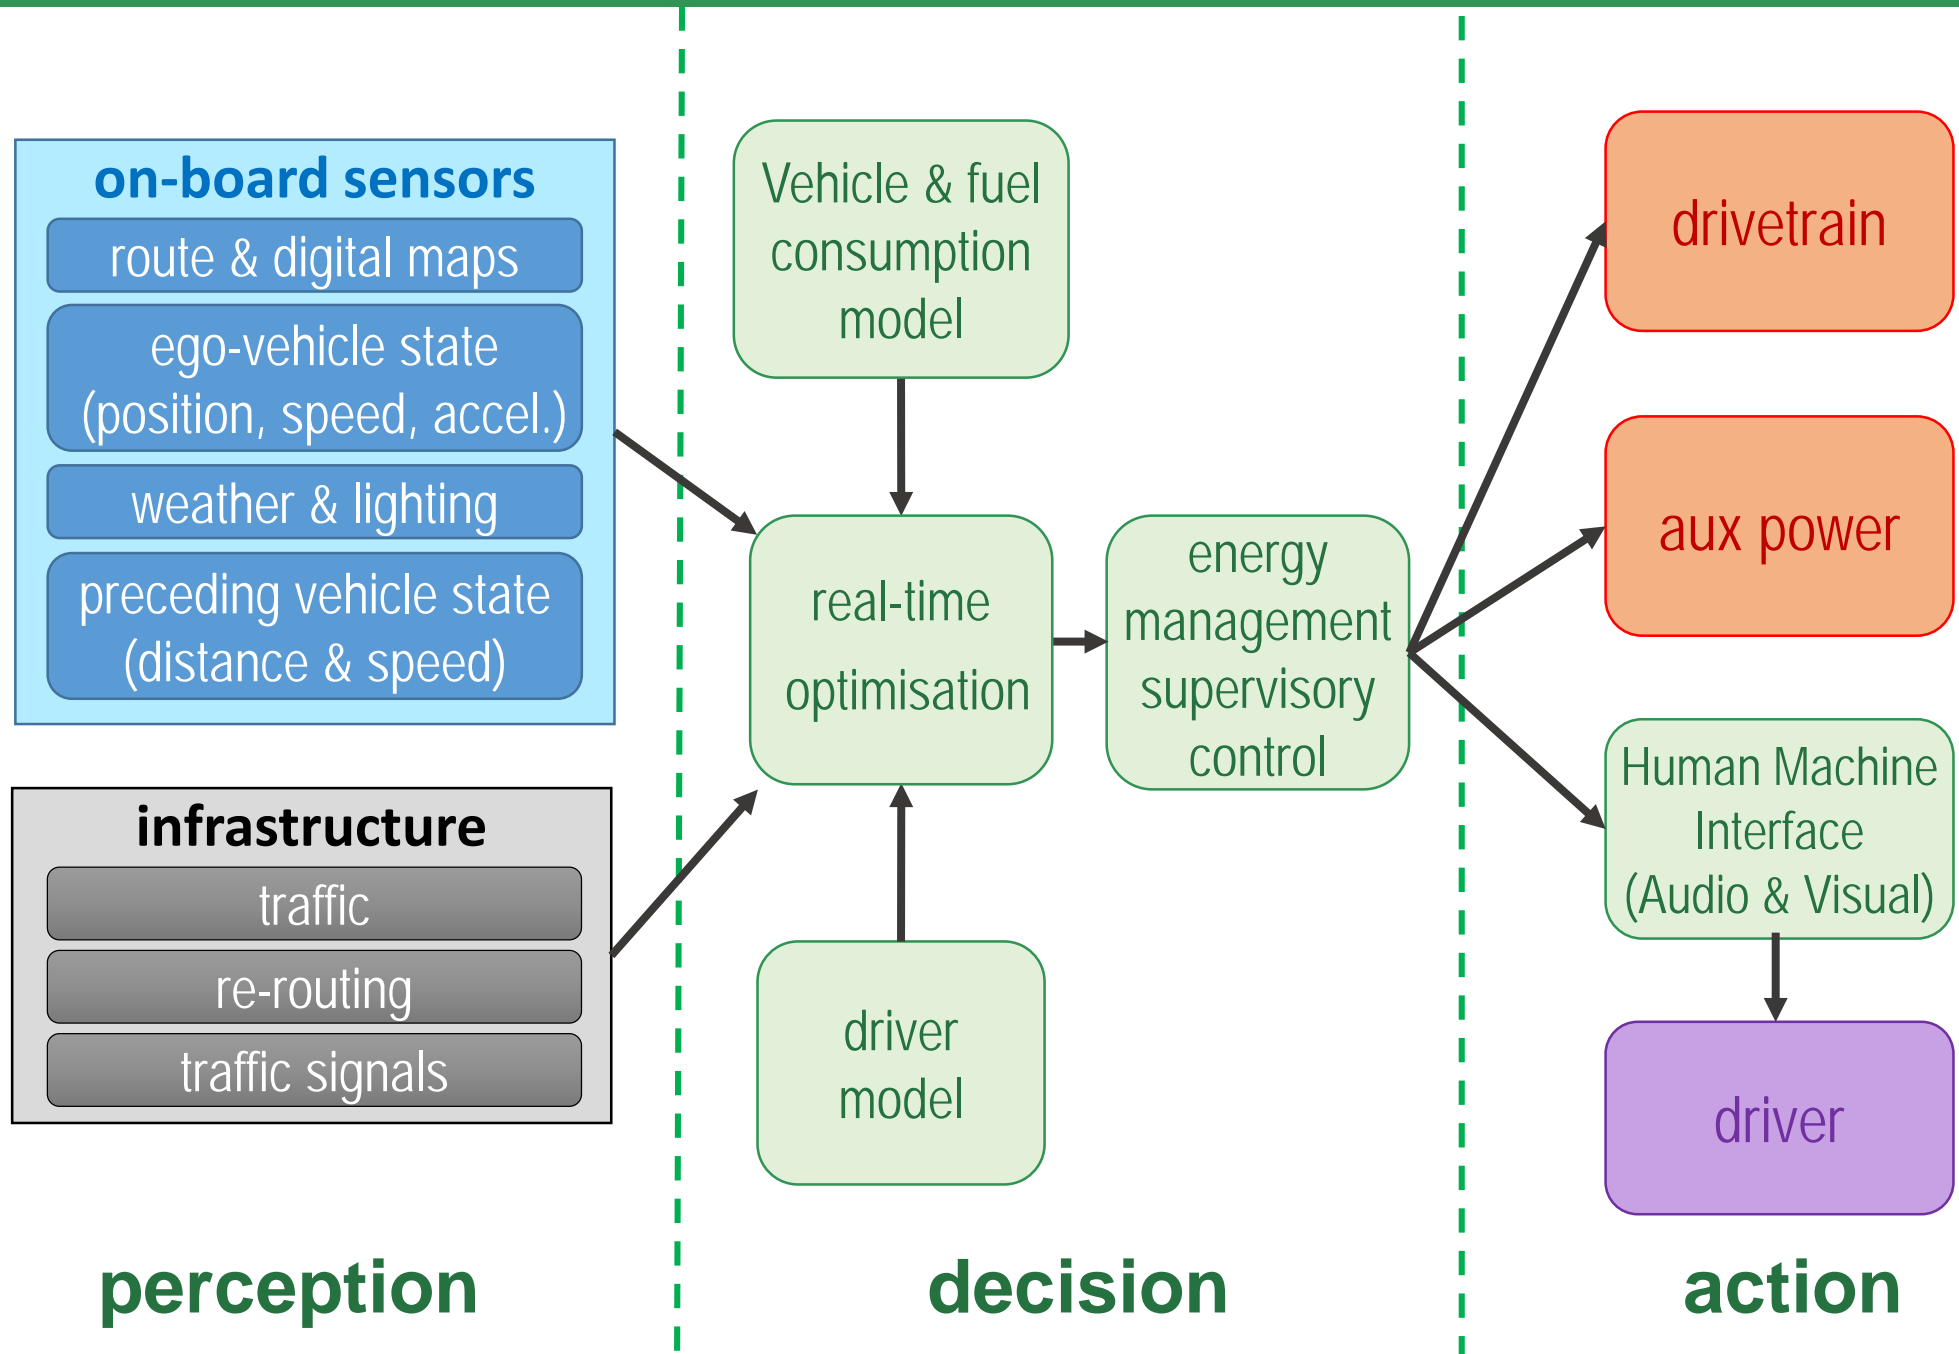 on-board sensors
route & digital maps
ego-vehicle state
(position, speed, accel.)
weather & lighting
preceding vehicle state
(distance & speed)
infrastructure
traffic
re-routing
traffic signals
perception
Vehicle & fuel
consumption
model
real-time
optimisation
driver
model
energy
management
supervisory
control
decision
drivetrain
aux power
Human Machine
Interface
(Audio & Visual)
driver
action